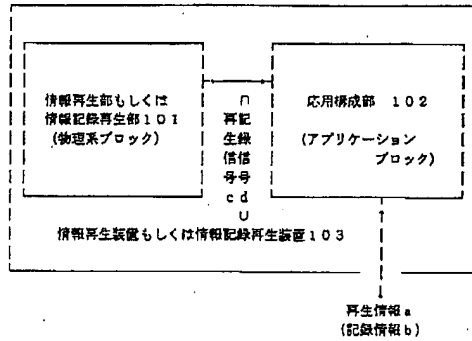 情報再生部もしくは
情報記録再生部101
(物理系ブロック)
再生信号c
記録信号d
応用構成部 102
(アプリケーション
ブロック)
情報再生装置もしくは情報記録再生装置103
再生情報a
(記録情報b)